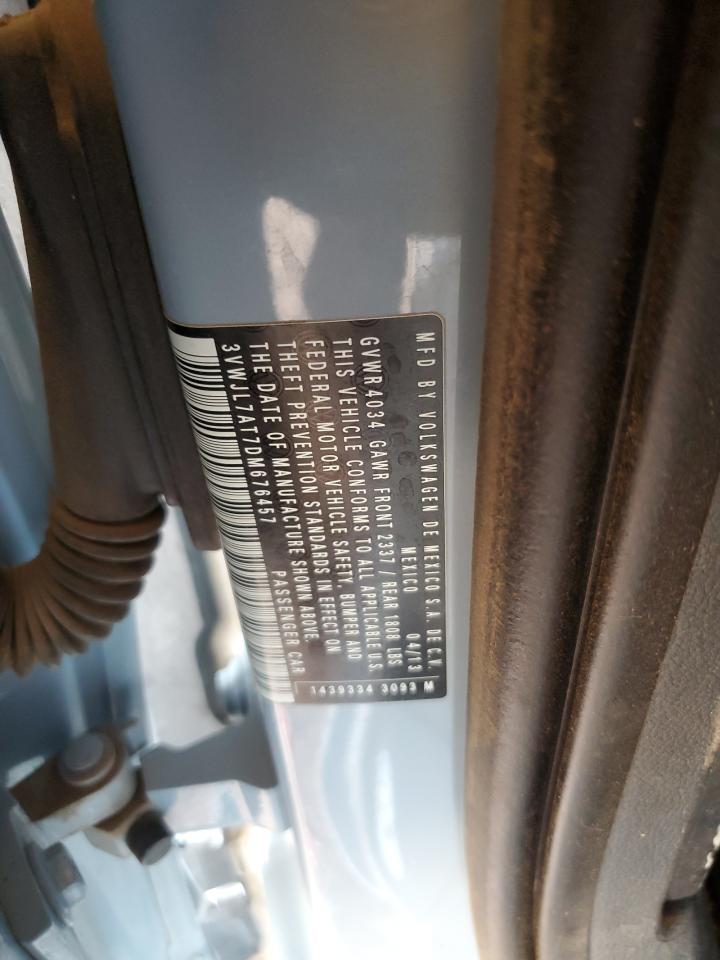 MFD BY VOLKSWAGEN DE MEXICO S.A. DE C.V.
MEXICO 04/13
GVWR 4034 GAWR FRONT 2337 / REAR 1808 LBS
THIS VEHICLE CONFORMS TO ALL APPLICABLE U.S.
FEDERAL MOTOR VEHICLE SAFETY, BUMPER AND
THEFT PREVENTION STANDARDS IN EFFECT ON
THE DATE OF MANUFACTURE SHOWN ABOVE.
3VWJL7AT7DM676457 PASSENGER CAR
1439334 3093 M